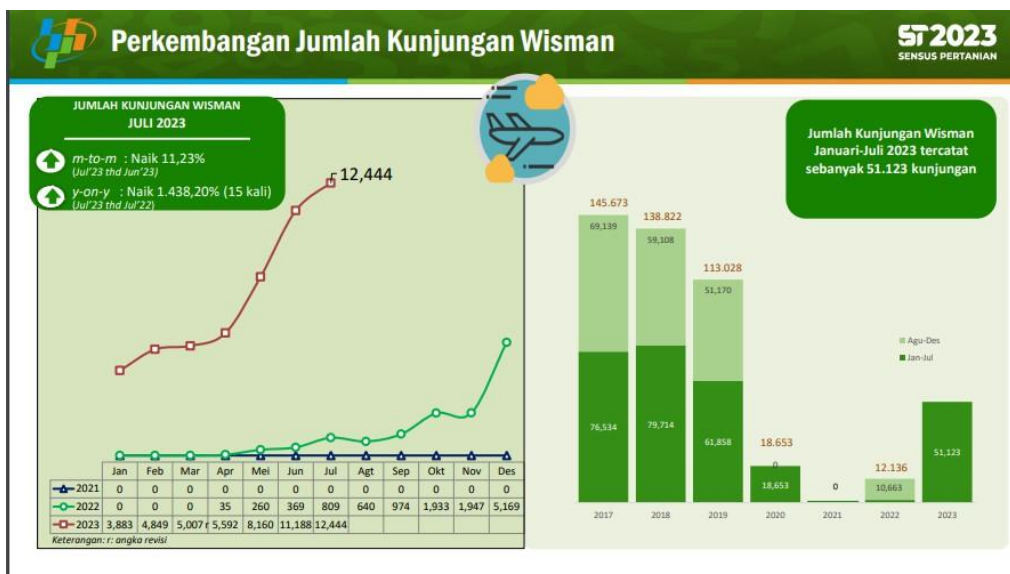 Perkembangan Jumlah Kunjungan Wisman
ST2023
SENSUS PERTANIAN
JUMLAH KUNJUNGAN WISMAN
JULI 2023
m-to-m : Naik 11,23%
(Jul'23 thd Jun'23)
y-on-y : Naik 1.438,20% (15 kali)
(Jul'23 thd Jul'22)
12,444
Jan Feb Mar Apr Mei Jun Jul Agt Sep Okt Nov Des
2021 0 0 0 0 0 0 0 0 0 0 0 0
2022 0 0 0 35 260 369 809 640 974 1,933 1,947 5,169
2023 3,883 4,849 5,007 r 5,592 8,160 11,188 12,444
Keterangan: r: angka revisi
Jumlah Kunjungan Wisman
Januari-Juli 2023 tercatat
sebanyak 51.123 kunjungan
145.673
69,139
76,534
138.822
59,108
79,714
113.028
51,170
61,858
18.653
0
18,653
0
12.136
10,663
51,123
Agu-Des
Jan-Jul
2017 2018 2019 2020 2021 2022 2023